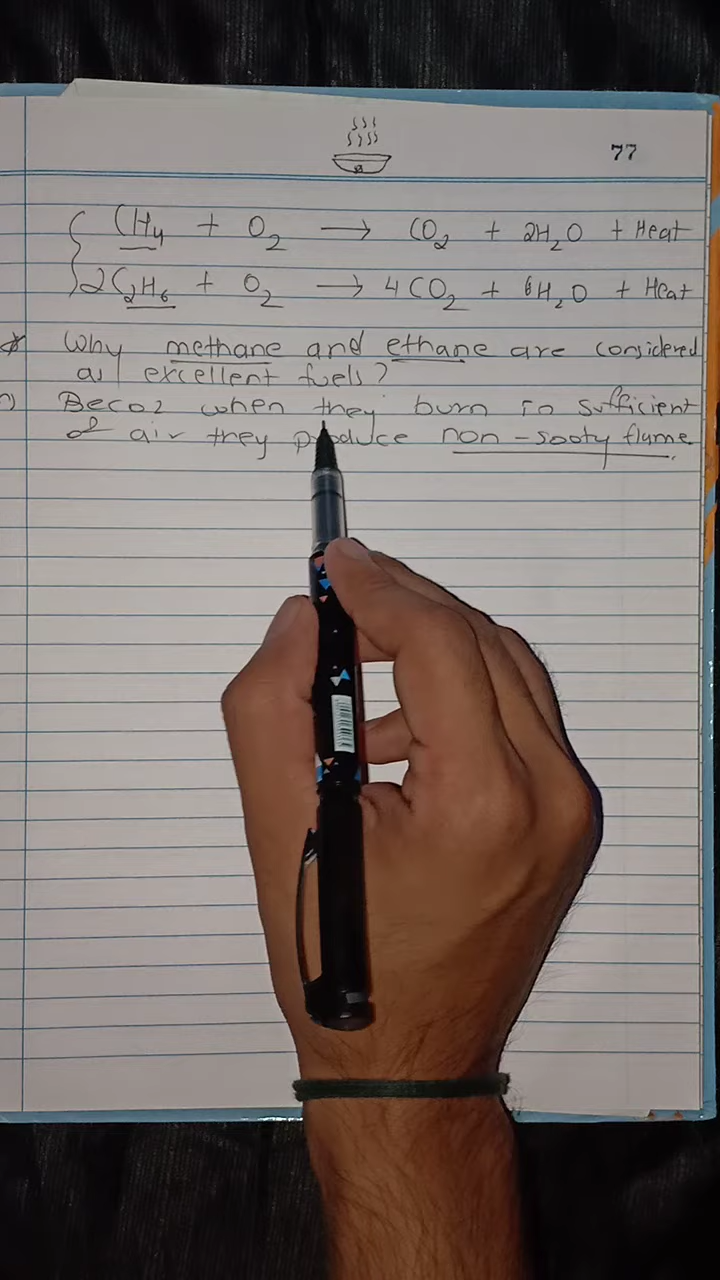 77
CH4 + O2 → CO2 + 2H2O + Heat
2C2H6 + O2 → 4CO2 + 6H2O + Heat
Why methane and ethane are considered
as excellent fuels?
Becoz when they burn in sufficient
of air they produce non-sooty flame.